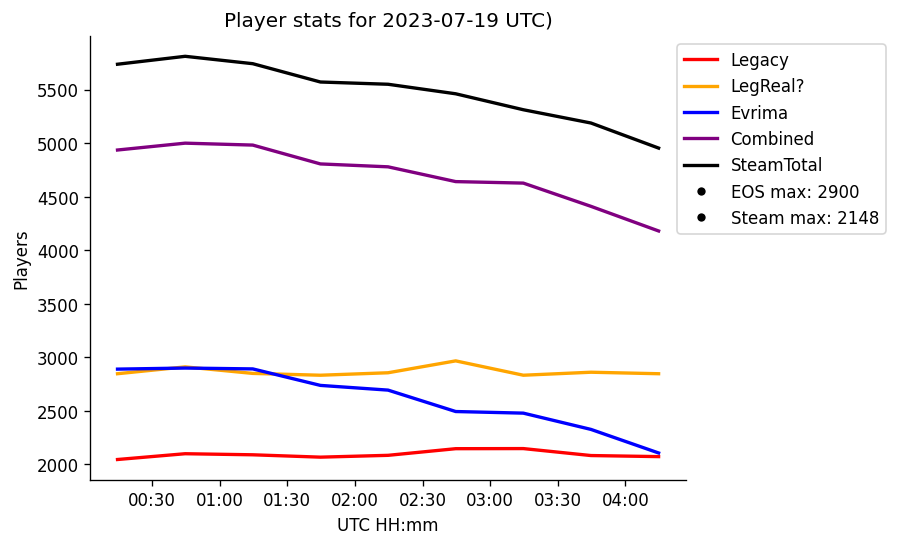 Player stats for 2023-07-19 UTC)
Legacy
LegReal?
Evrima
Combined
SteamTotal
EOS max: 2900
Steam max: 2148
Players
5500
5000
4500
4000
3500
3000
2500
2000
00:30 01:00 01:30 02:00 02:30 03:00 03:30 04:00
UTC HH:mm